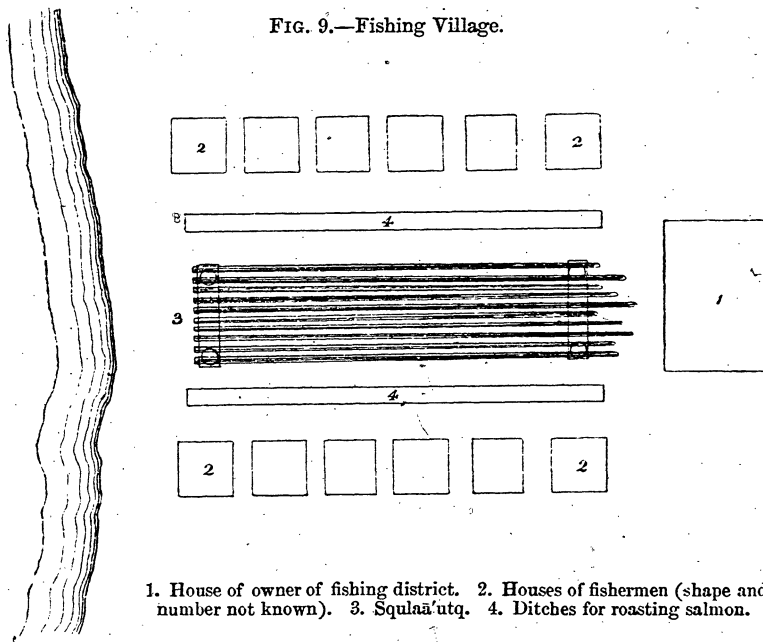 FIG. 9.—Fishing Village.
2 2
4
3 1
4
2 2
1. House of owner of fishing district. 2. Houses of fishermen (shape and
number not known). 3. Squlaā′utq. 4. Ditches for roasting salmon.